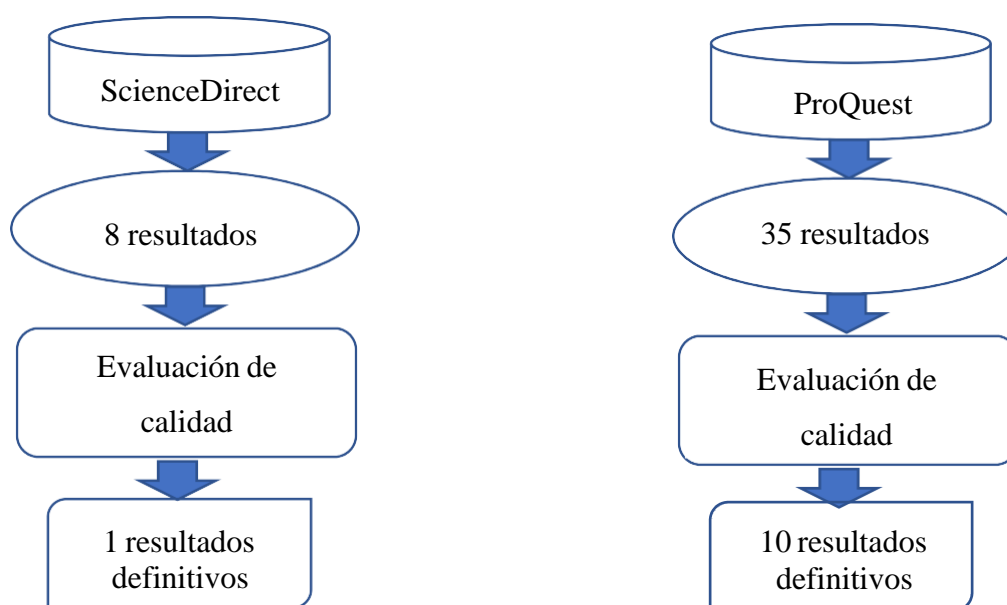 ScienceDirect
8 resultados
Evaluación de
calidad
1 resultados
definitivos
ProQuest
35 resultados
Evaluación de
calidad
10 resultados
definitivos